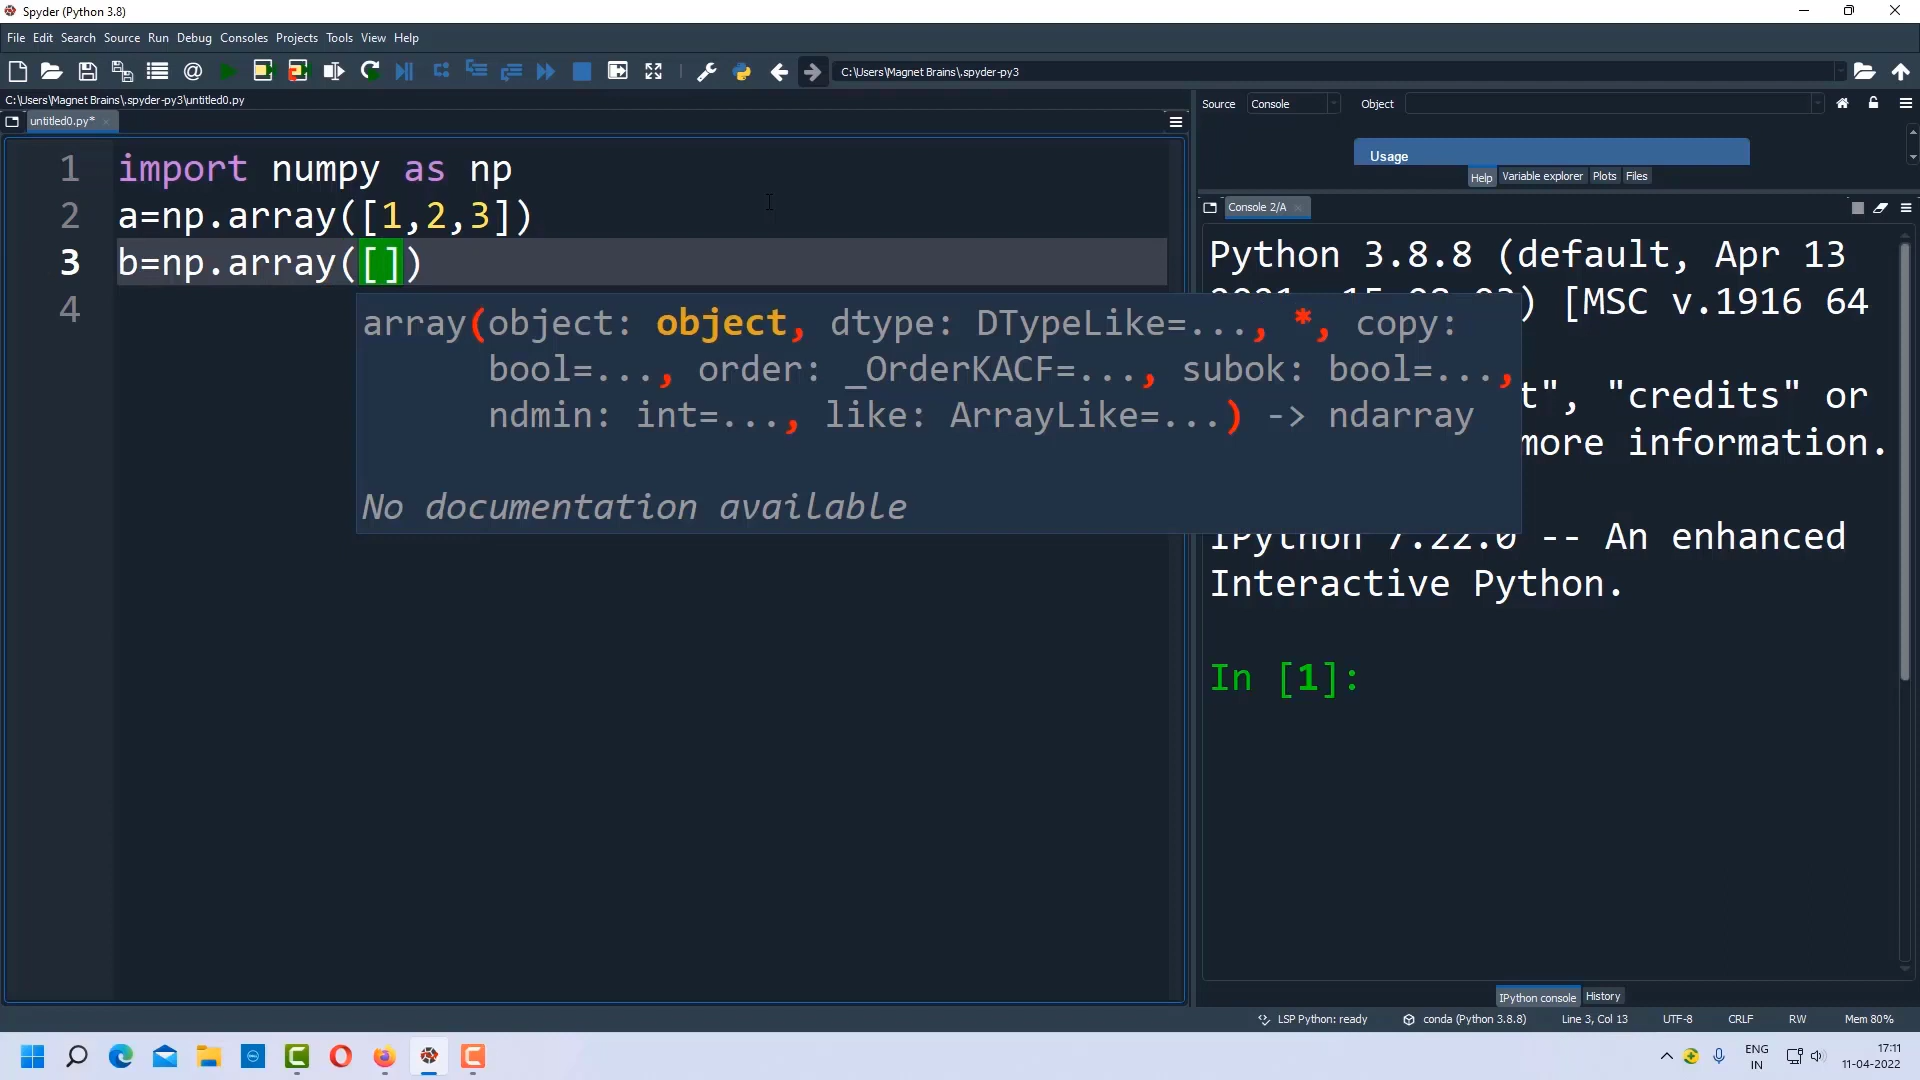 Spyder (Python 3.8)
File Edit Search Source Run Debug Consoles Projects Tools View Help
C:\Users\Magnet Brains\.spyder-py3
C:\Users\Magnet Brains\.spyder-py3\untitled0.py
untitled0.py*
1 import numpy as np
2 a=np.array([1,2,3])
3 b=np.array([])
4
array(object: object, dtype: DTypeLike=..., *, copy:
bool=..., order: _OrderKACF=..., subok: bool=...,
ndmin: int=..., like: ArrayLike=...) -> ndarray
No documentation available
Source Console Object
Usage
Help Variable explorer Plots Files
Console 2/A
Python 3.8.8 (default, Apr 13
) [MSC v.1916 64
t", "credits" or
more information.
IPython 7.22.0 -- An enhanced
Interactive Python.
In [1]:
IPython console History
LSP Python: ready conda (Python 3.8.8) Line 3, Col 13 UTF-8 CRLF RW Mem 80%
ENG
IN
17:11
11-04-2022